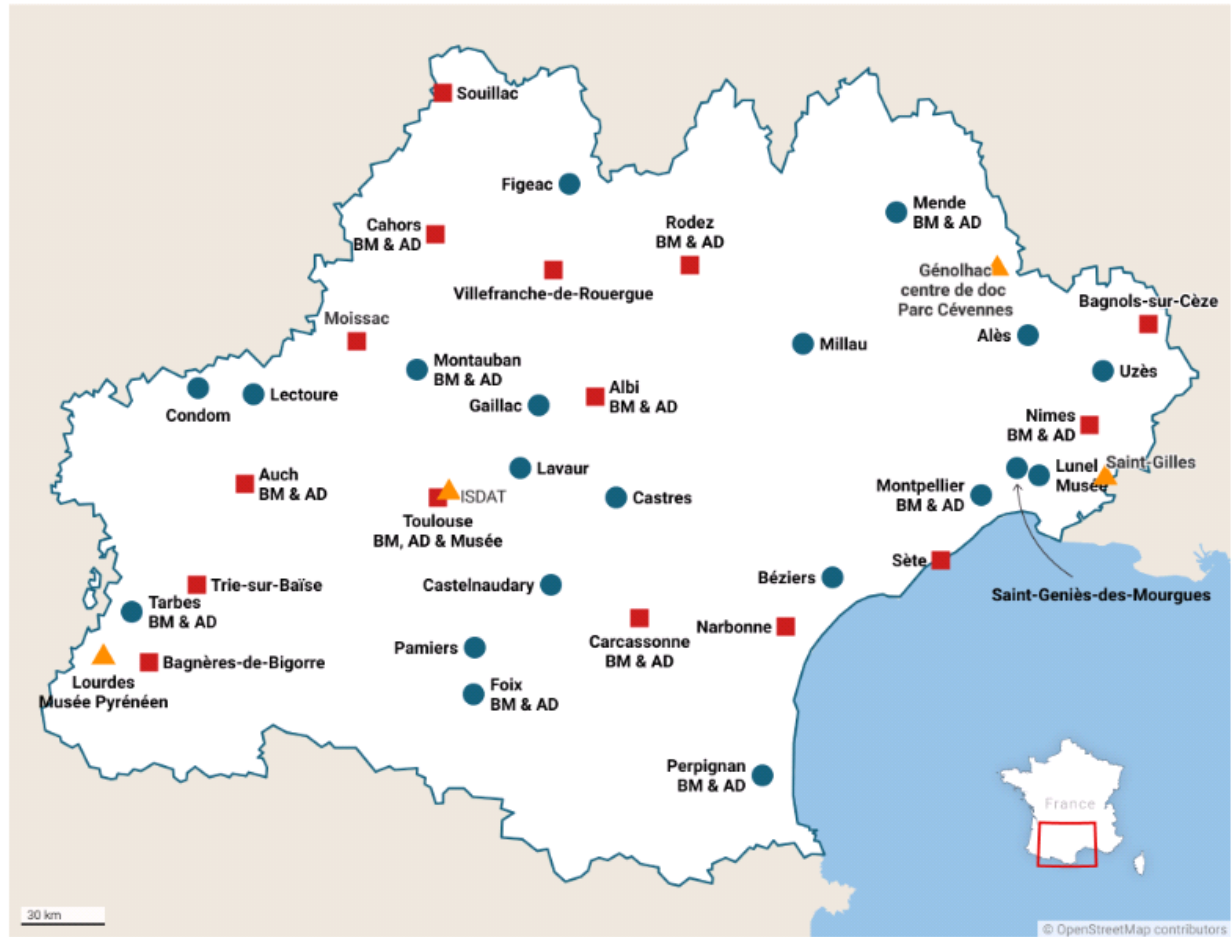 Souillac
Figeac
Mende
BM & AD
Cahors
BM & AD
Rodez
BM & AD
Villefranche-de-Rouergue
Génolhac
centre de doc
Parc Cévennes
Bagnols-sur-Cèze
Moissac
Alès
Millau
Montauban
BM & AD
Uzès
Condom
Lectoure
Gaillac
Albi
BM & AD
Nimes
BM & AD
Auch
BM & AD
Lavaur
Lunel
Musée
Saint-Gilles
ISDAT
Castres
Montpellier
BM & AD
Toulouse
BM, AD & Musée
Sète
Trie-sur-Baïse
Castelnaudary
Béziers
Saint-Geniès-des-Mourgues
Tarbes
BM & AD
Carcassonne
BM & AD
Narbonne
Pamiers
Bagnères-de-Bigorre
Lourdes
Musée Pyrénéen
Foix
BM & AD
Perpignan
BM & AD
France
30 km
© OpenStreetMap contributors